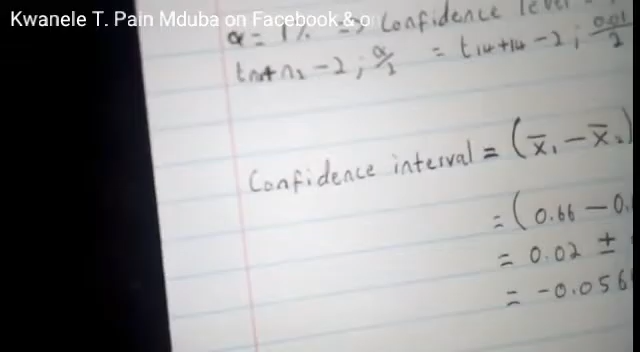 Kwanele T. Pain Mduba on Facebook & o
α = 1% => Confidence level
tn₁+n₂-2; α/2 = t14+14-2; 0.01/2
Confidence interval = (x̄₁ - x̄₂)
= (0.66 - 0.
= 0.02 ±
= -0.056